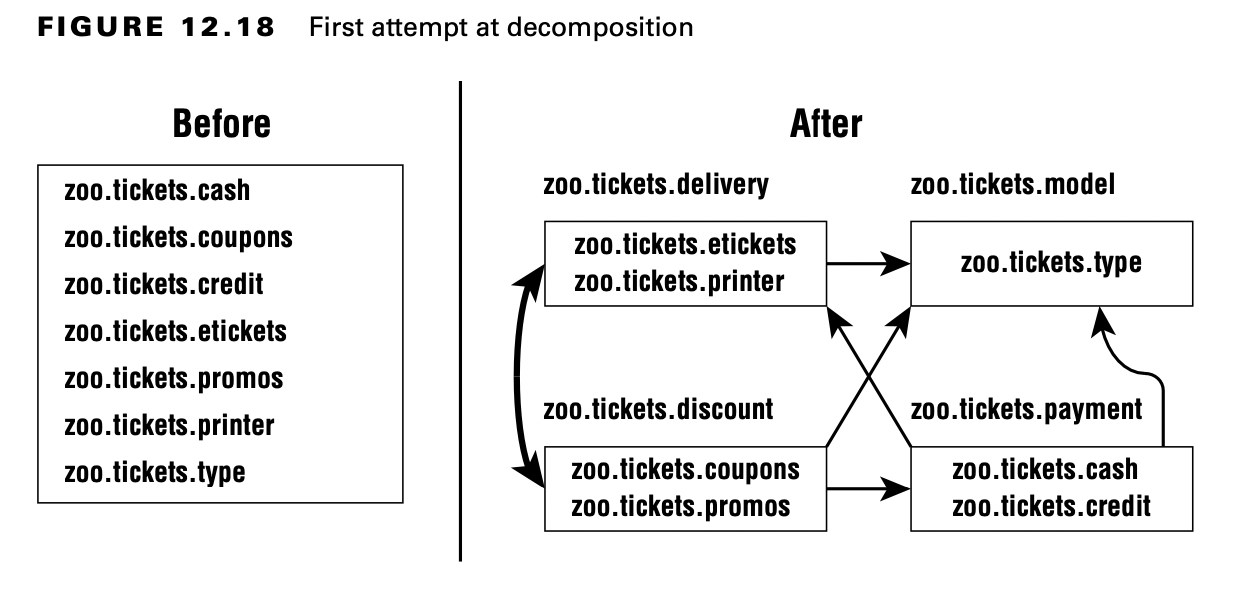 FIGURE 12.18 First attempt at decomposition
Before
zoo.tickets.cash
zoo.tickets.coupons
zoo.tickets.credit
zoo.tickets.etickets
zoo.tickets.promos
zoo.tickets.printer
zoo.tickets.type
After
zoo.tickets.delivery
zoo.tickets.etickets
zoo.tickets.printer
zoo.tickets.model
zoo.tickets.type
zoo.tickets.discount
zoo.tickets.coupons
zoo.tickets.promos
zoo.tickets.payment
zoo.tickets.cash
zoo.tickets.credit